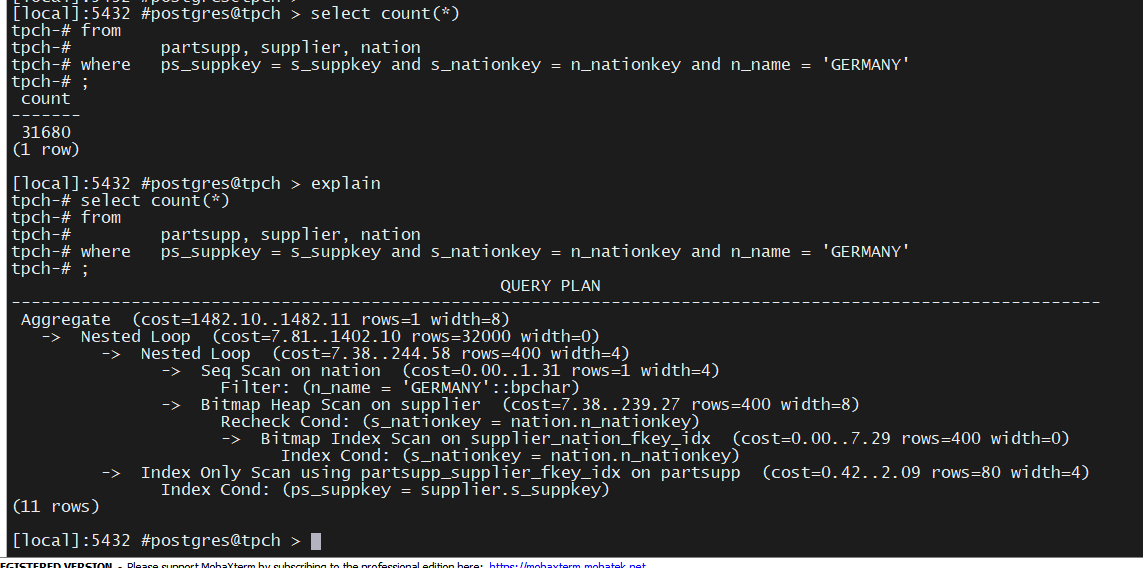 [local]:5432 #postgres@tpch >
[local]:5432 #postgres@tpch > select count(*)
tpch-# from
tpch-#         partsupp, supplier, nation
tpch-# where   ps_suppkey = s_suppkey and s_nationkey = n_nationkey and n_name = 'GERMANY'
tpch-# ;
 count
-------
 31680
(1 row)
[local]:5432 #postgres@tpch > explain
tpch-# select count(*)
tpch-# from
tpch-#         partsupp, supplier, nation
tpch-# where   ps_suppkey = s_suppkey and s_nationkey = n_nationkey and n_name = 'GERMANY'
tpch-# ;
                                                 QUERY PLAN
-------------------------------------------------------------------------------------------------------------
 Aggregate  (cost=1482.10..1482.11 rows=1 width=8)
   ->  Nested Loop  (cost=7.81..1402.10 rows=32000 width=0)
         ->  Nested Loop  (cost=7.38..244.58 rows=400 width=4)
               ->  Seq Scan on nation  (cost=0.00..1.31 rows=1 width=4)
                     Filter: (n_name = 'GERMANY'::bpchar)
               ->  Bitmap Heap Scan on supplier  (cost=7.38..239.27 rows=400 width=8)
                     Recheck Cond: (s_nationkey = nation.n_nationkey)
                     ->  Bitmap Index Scan on supplier_nation_fkey_idx  (cost=0.00..7.29 rows=400 width=0)
                           Index Cond: (s_nationkey = nation.n_nationkey)
         ->  Index Only Scan using partsupp_supplier_fkey_idx on partsupp  (cost=0.42..2.09 rows=80 width=4)
               Index Cond: (ps_suppkey = supplier.s_suppkey)
(11 rows)
[local]:5432 #postgres@tpch >
EGISTERED VERSION  -  Please support MobaXterm by subscribing to the professional edition here:  https://mobaxterm.mobatek.net